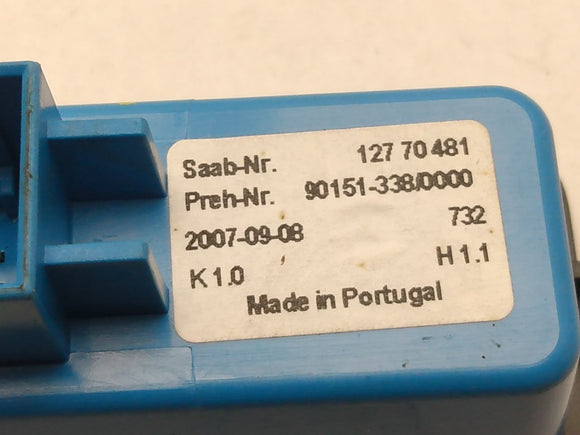 Saab-Nr. 127 70 481
Preh-Nr. 90151-338/0000
2007-09-08 732
K 1.0 H 1.1
Made in Portugal